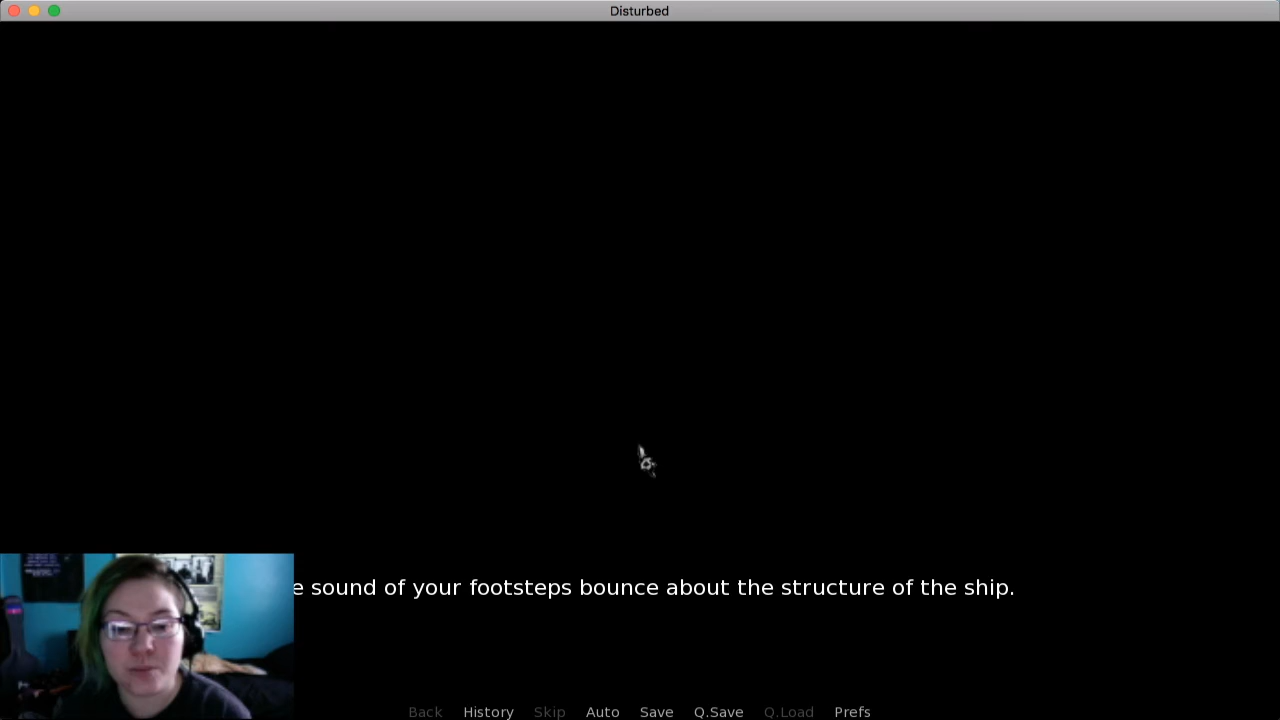 Disturbed
sound of your footsteps bounce about the structure of the ship.
Back History Skip Auto Save Q.Save Q.Load Prefs